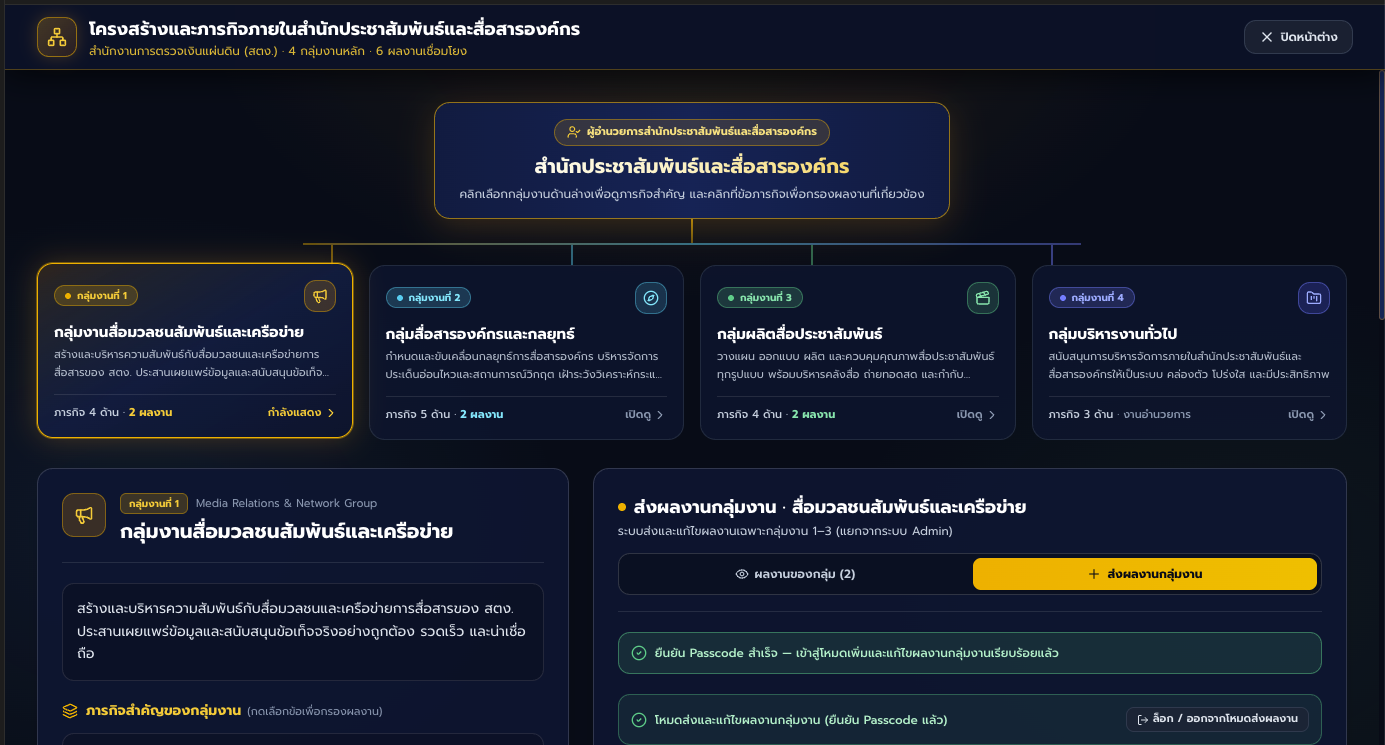 โครงสร้างและภารกิจภายในสำนักประชาสัมพันธ์และสื่อสารองค์กร
สำนักงานการตรวจเงินแผ่นดิน (สตง.) · 4 กลุ่มงานหลัก · 6 ผลงานเชื่อมโยง
ปิดหน้าต่าง
ผู้อำนวยการสำนักประชาสัมพันธ์และสื่อสารองค์กร
สำนักประชาสัมพันธ์และสื่อสารองค์กร
คลิกเลือกกลุ่มงานด้านล่างเพื่อดูภารกิจสำคัญ และคลิกที่ข้อภารกิจเพื่อกรองผลงานที่เกี่ยวข้อง
กลุ่มงานที่ 1
กลุ่มงานสื่อมวลชนสัมพันธ์และเครือข่าย
สร้างและบริหารความสัมพันธ์กับสื่อมวลชนและเครือข่ายการ
สื่อสารของ สตง. ประสานเผยแพร่ข้อมูลและสนับสนุนข้อเท็จ...
ภารกิจ 4 ด้าน · 2 ผลงาน
กำลังแสดง
กลุ่มงานที่ 2
กลุ่มสื่อสารองค์กรและกลยุทธ์
กำหนดและขับเคลื่อนกลยุทธ์การสื่อสารองค์กร บริหารจัดการ
ประเด็นอ่อนไหวและสถานการณ์วิกฤต เฝ้าระวังวิเคราะห์กระแ...
ภารกิจ 5 ด้าน · 2 ผลงาน
เปิดดู
กลุ่มงานที่ 3
กลุ่มผลิตสื่อประชาสัมพันธ์
วางแผน ออกแบบ ผลิต และควบคุมคุณภาพสื่อประชาสัมพันธ์
ทุกรูปแบบ พร้อมบริหารคลังสื่อ ถ่ายทอดสด และกำกับ...
ภารกิจ 4 ด้าน · 2 ผลงาน
เปิดดู
กลุ่มงานที่ 4
กลุ่มบริหารงานทั่วไป
สนับสนุนการบริหารจัดการภายในสำนักประชาสัมพันธ์และ
สื่อสารองค์กรให้เป็นระบบ คล่องตัว โปร่งใส และมีประสิทธิภาพ
ภารกิจ 3 ด้าน · งานอำนวยการ
เปิดดู
กลุ่มงานที่ 1
Media Relations & Network Group
กลุ่มงานสื่อมวลชนสัมพันธ์และเครือข่าย
สร้างและบริหารความสัมพันธ์กับสื่อมวลชนและเครือข่ายการสื่อสารของ สตง.
ประสานเผยแพร่ข้อมูลและสนับสนุนข้อเท็จจริงอย่างถูกต้อง รวดเร็ว และน่าเชื่อ
ถือ
ภารกิจสำคัญของกลุ่มงาน (กดเลือกข้อเพื่อกรองผลงาน)
ส่งผลงานกลุ่มงาน · สื่อมวลชนสัมพันธ์และเครือข่าย
ระบบส่งและแก้ไขผลงานเฉพาะกลุ่มงาน 1–3 (แยกจากระบบ Admin)
ผลงานของกลุ่ม (2)
ส่งผลงานกลุ่มงาน
ยืนยัน Passcode สำเร็จ — เข้าสู่โหมดเพิ่มและแก้ไขผลงานกลุ่มงานเรียบร้อยแล้ว
โหมดส่งและแก้ไขผลงานกลุ่มงาน (ยืนยัน Passcode แล้ว)
ล็อก / ออกจากโหมดส่งผลงาน